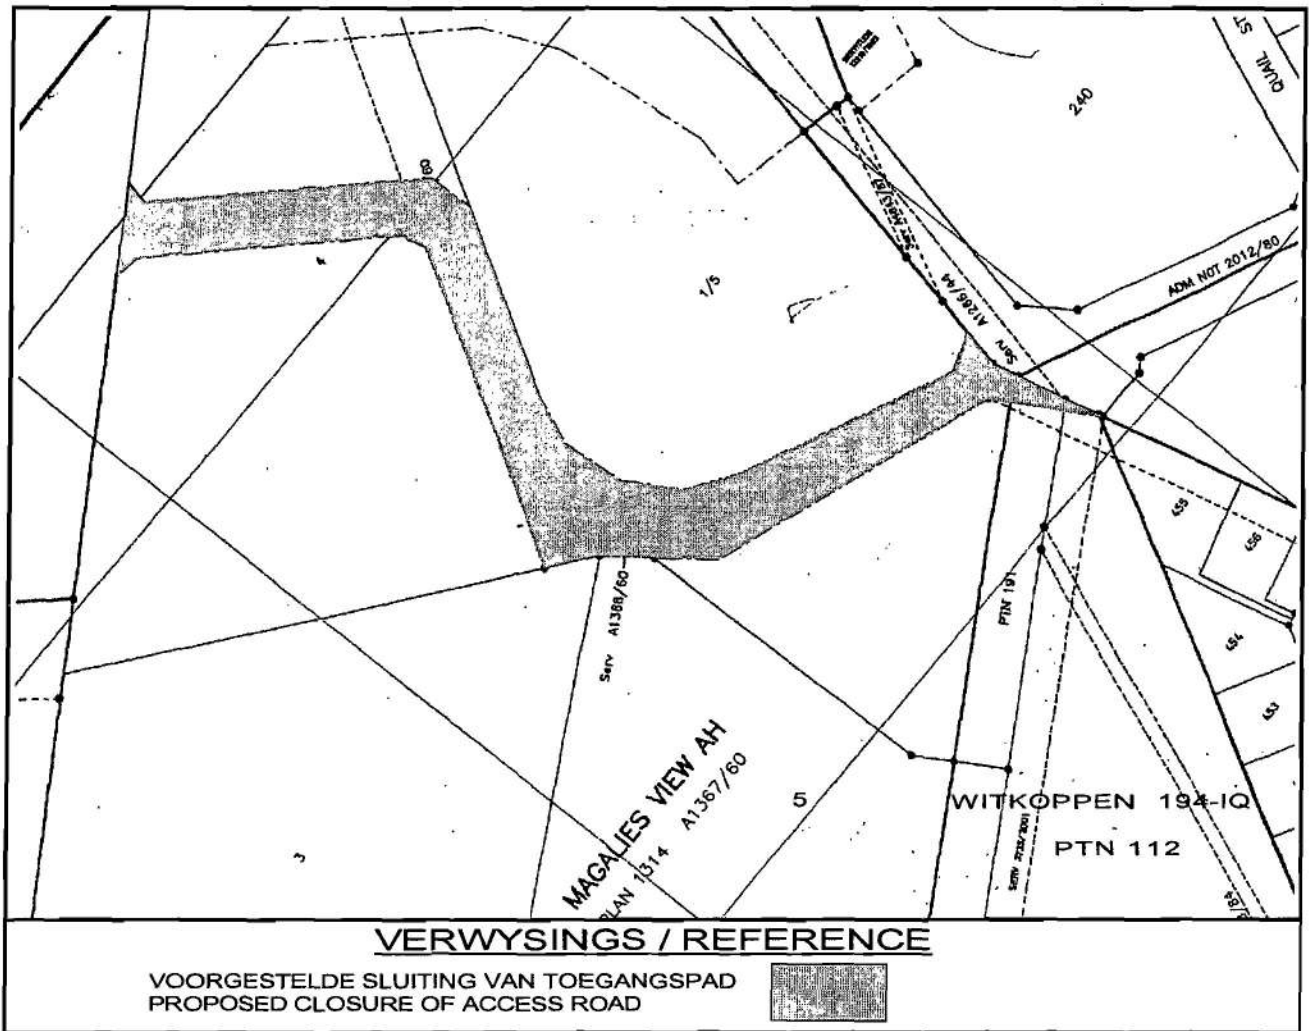 QUAIL ST
240
60
4
1/5
Serv A1286/44
ADM NOT 2012/80
455
456
454
453
PTN 191
Serv A1388/60
MAGALIES VIEW AH
PLAN 1314 A1367/60
5
3
WITKOPPEN 194-IQ
PTN 112
VERWYSINGS / REFERENCE
VOORGESTELDE SLUITING VAN TOEGANGSPAD
PROPOSED CLOSURE OF ACCESS ROAD